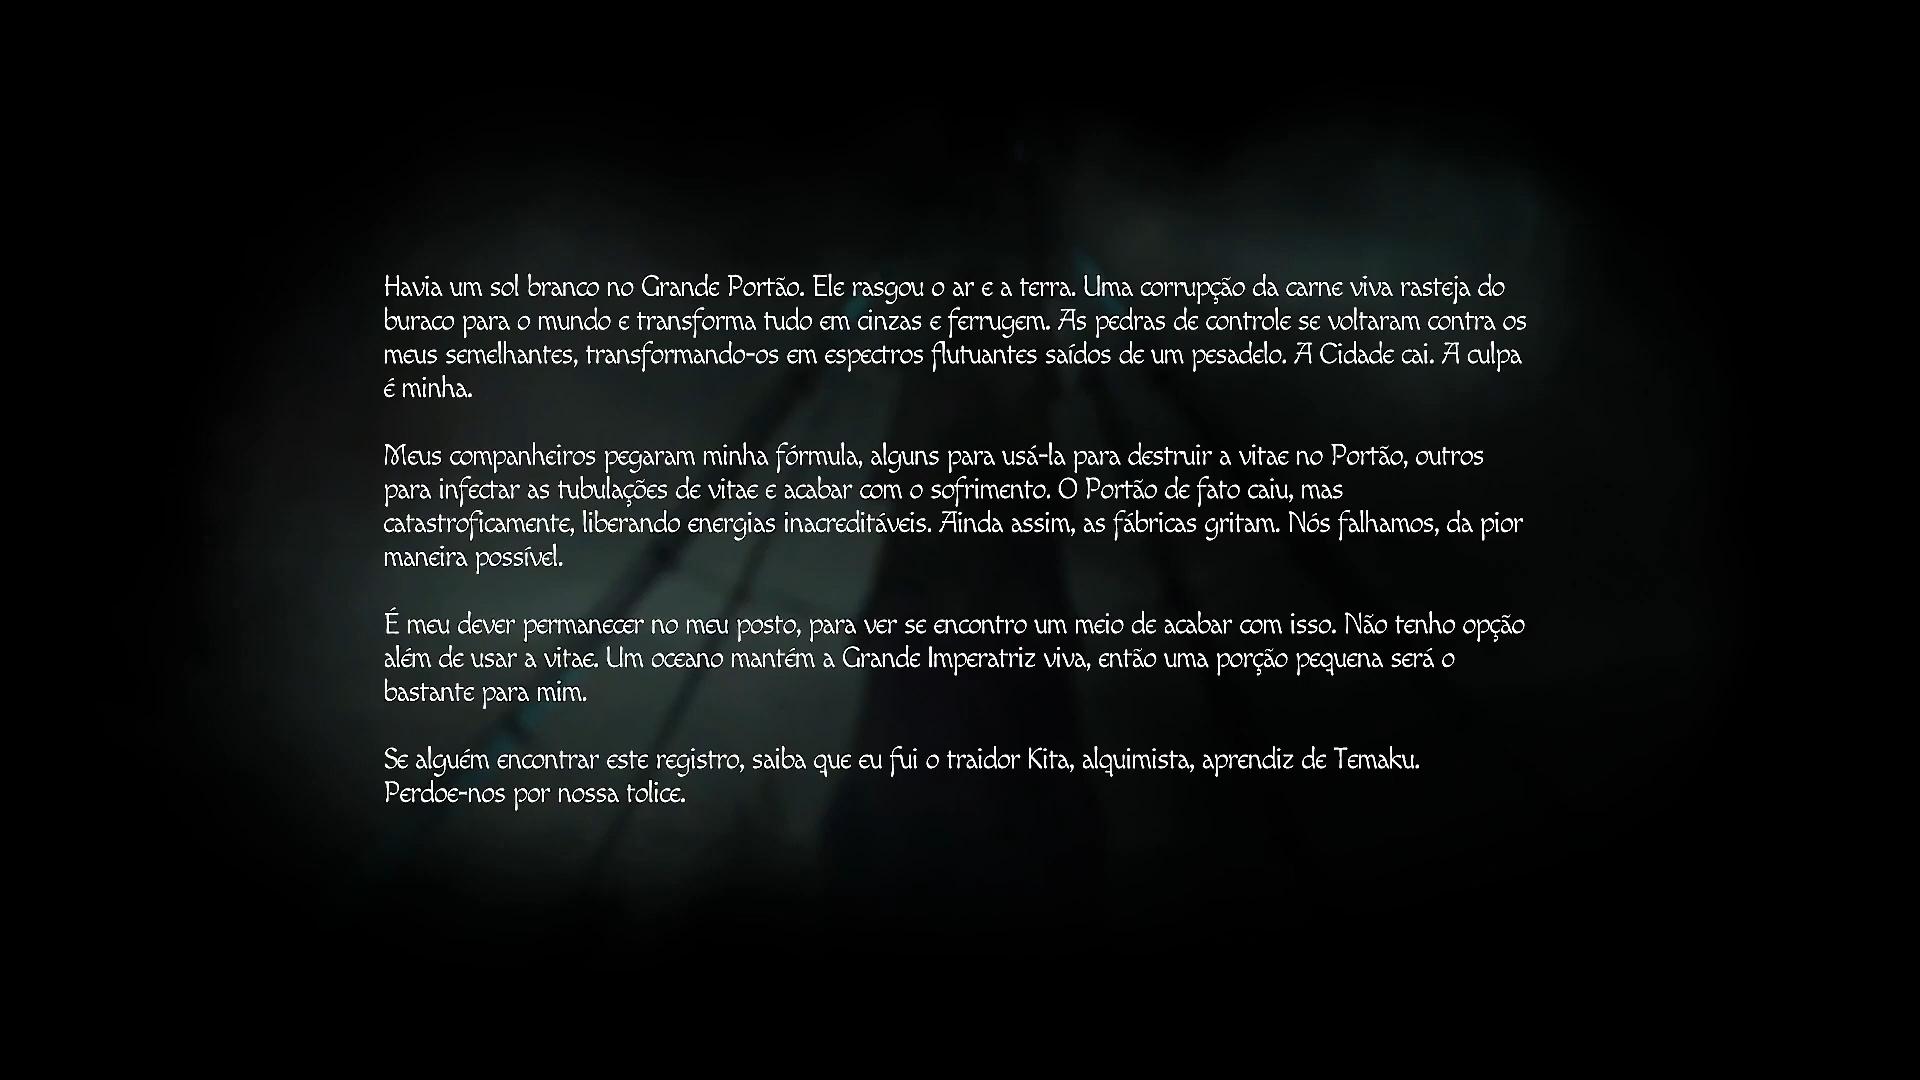 Havia um sol branco no Grande Portão. Ele rasgou o ar e a terra. Uma corrupção da carne viva rasteja do
buraco para o mundo e transforma tudo em cinzas e ferrugem. As pedras de controle se voltaram contra os
meus semelhantes, transformando-os em espectros flutuantes saídos de um pesadelo. A Cidade cai. A culpa
é minha.
Meus companheiros pegaram minha fórmula, alguns para usá-la para destruir a vitae no Portão, outros
para infectar as tubulações de vitae e acabar com o sofrimento. O Portão de fato caiu, mas
catastroficamente, liberando energias inacreditáveis. Ainda assim, as fábricas gritam. Nós falhamos, da pior
maneira possível.
É meu dever permanecer no meu posto, para ver se encontro um meio de acabar com isso. Não tenho opção
além de usar a vitae. Um oceano mantém a Grande Imperatriz viva, então uma porção pequena será o
bastante para mim.
Se alguém encontrar este registro, saiba que eu fui o traidor Kita, alquimista, aprendiz de Temaku.
Perdoe-nos por nossa tolice.